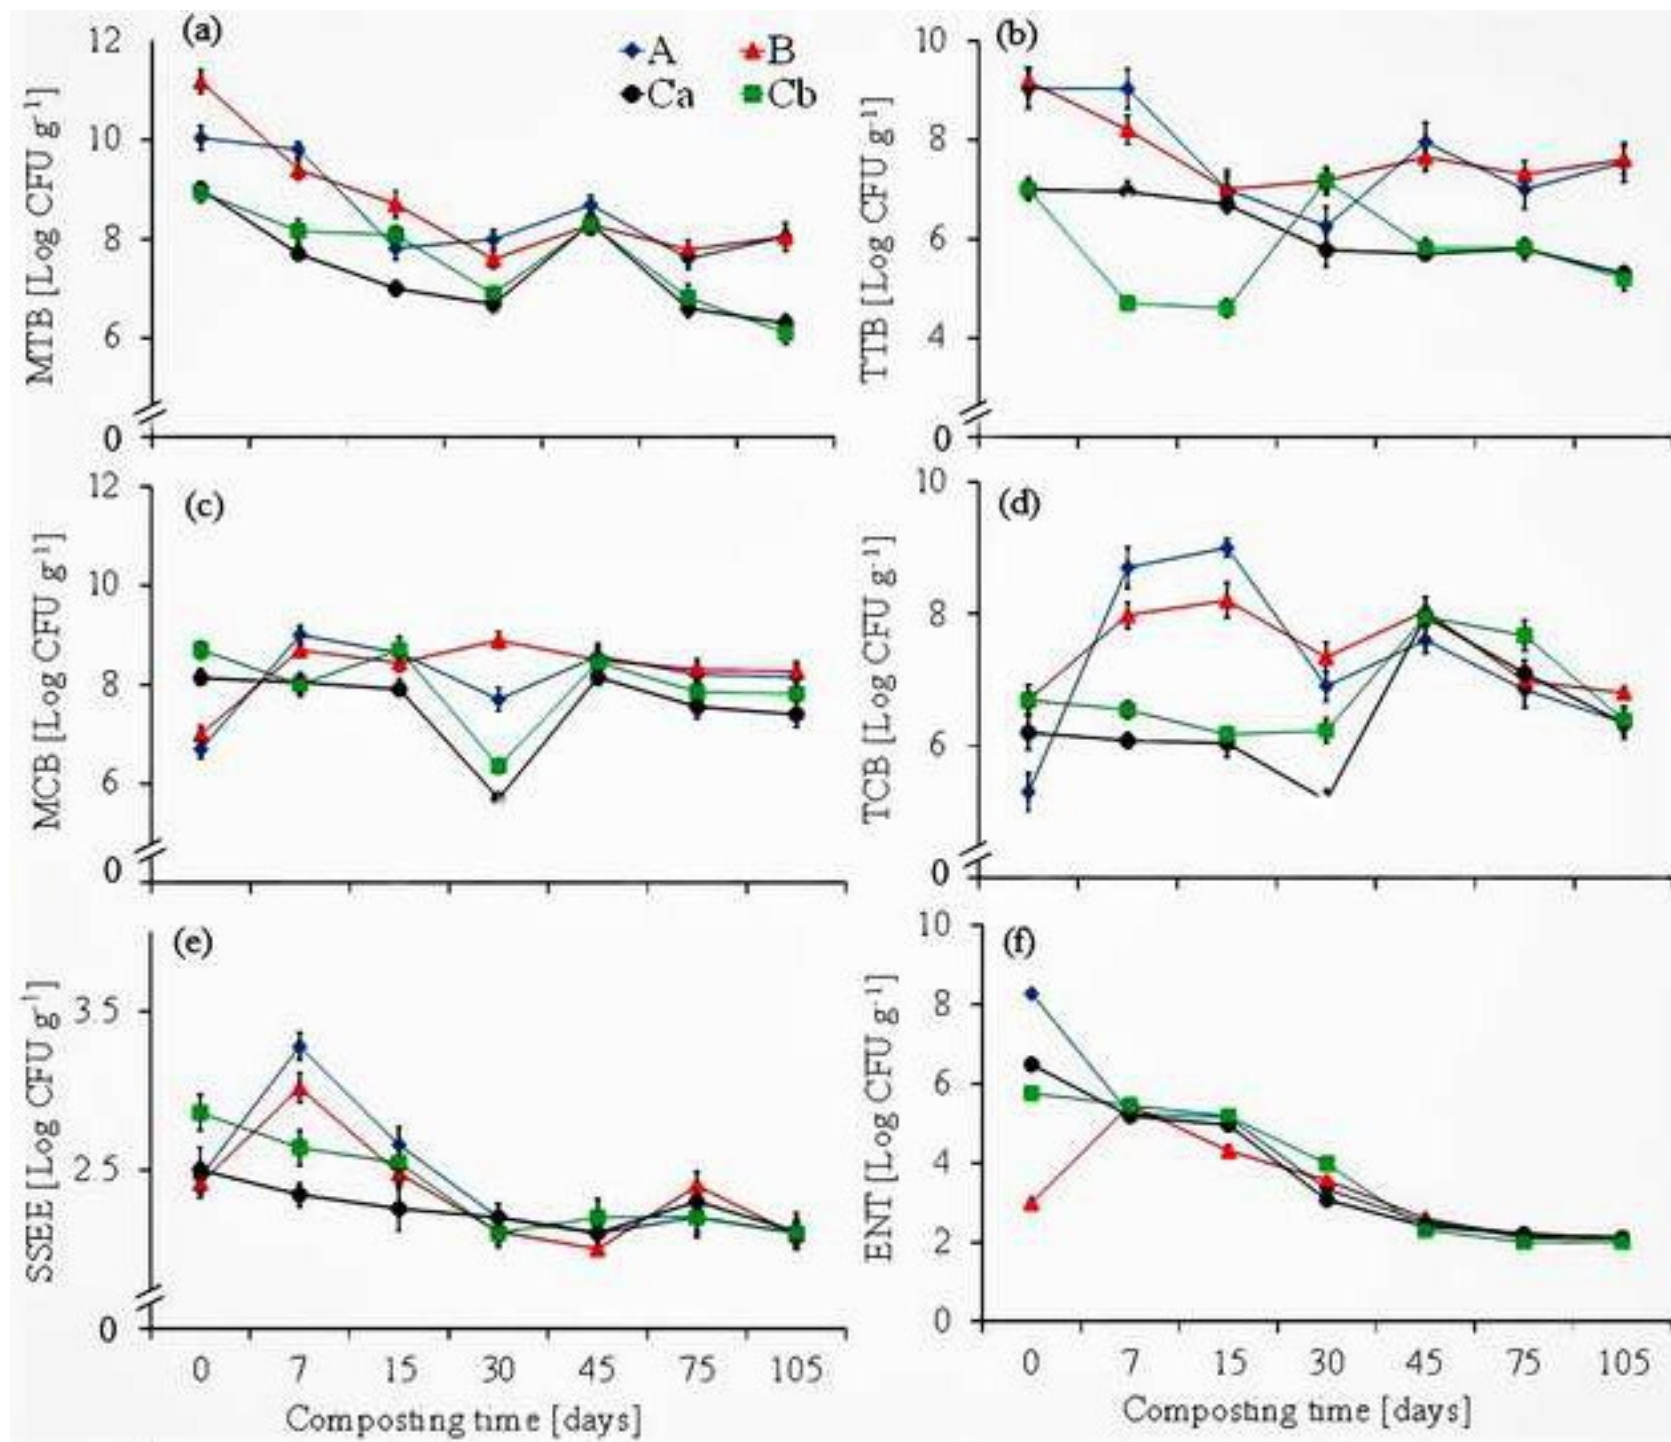 (a)
A B
Ca Cb
MTB [Log CFU g⁻¹]
12
10
8
6
0
(b)
TTB [Log CFU g⁻¹]
10
8
6
4
0
(c)
MCB [Log CFU g⁻¹]
12
10
8
6
0
(d)
TCB [Log CFU g⁻¹]
10
8
6
0
(e)
SSEE [Log CFU g⁻¹]
3.5
2.5
0
0 7 15 30 45 75 105
Composting time [days]
(f)
ENT [Log CFU g⁻¹]
10
8
6
4
2
0
0 7 15 30 45 75 105
Composting time [days]